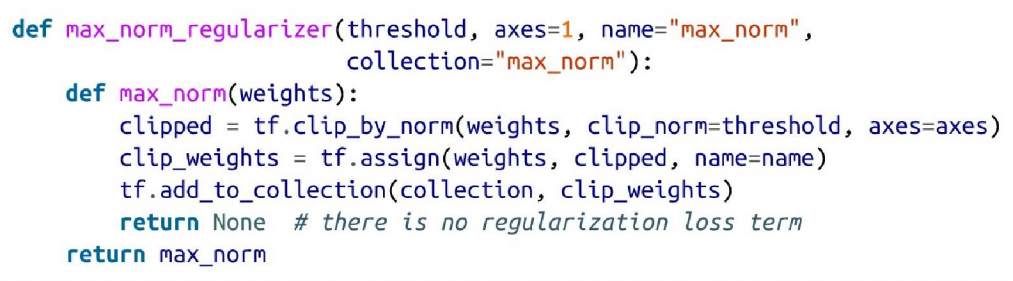 def max_norm_regularizer(threshold, axes=1, name="max_norm",
                         collection="max_norm"):
    def max_norm(weights):
        clipped = tf.clip_by_norm(weights, clip_norm=threshold, axes=axes)
        clip_weights = tf.assign(weights, clipped, name=name)
        tf.add_to_collection(collection, clip_weights)
        return None  # there is no regularization loss term
    return max_norm